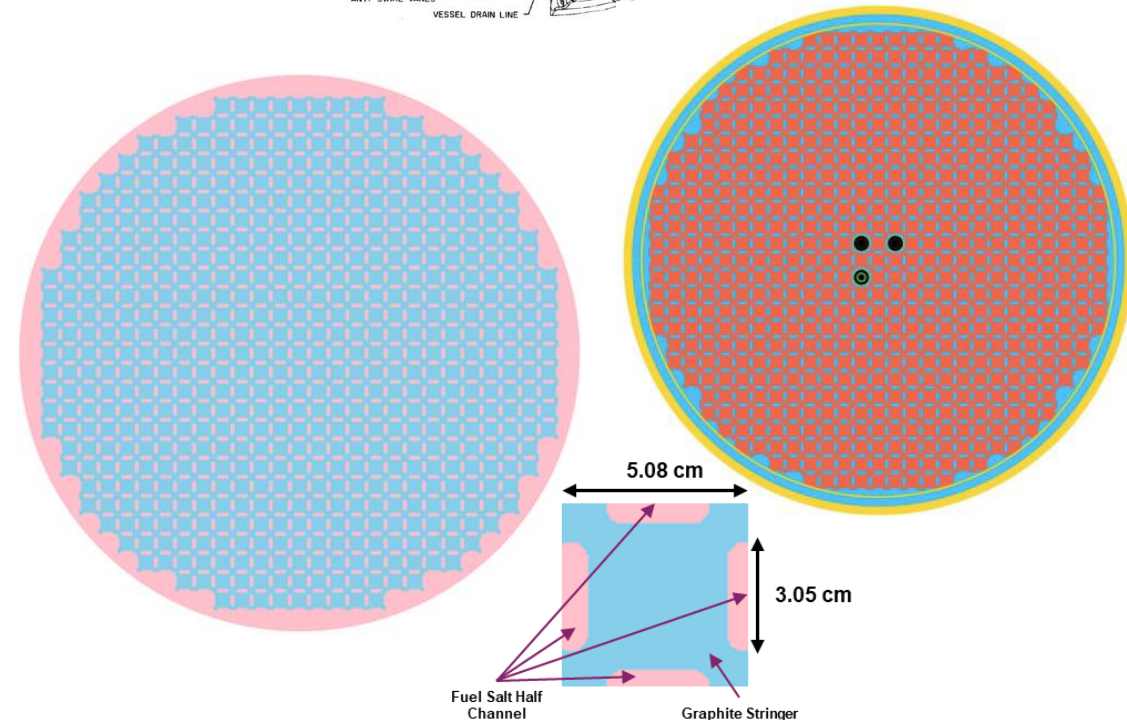 VESSEL DRAIN LINE
5.08 cm
3.05 cm
Fuel Salt Half
Channel
Graphite Stringer